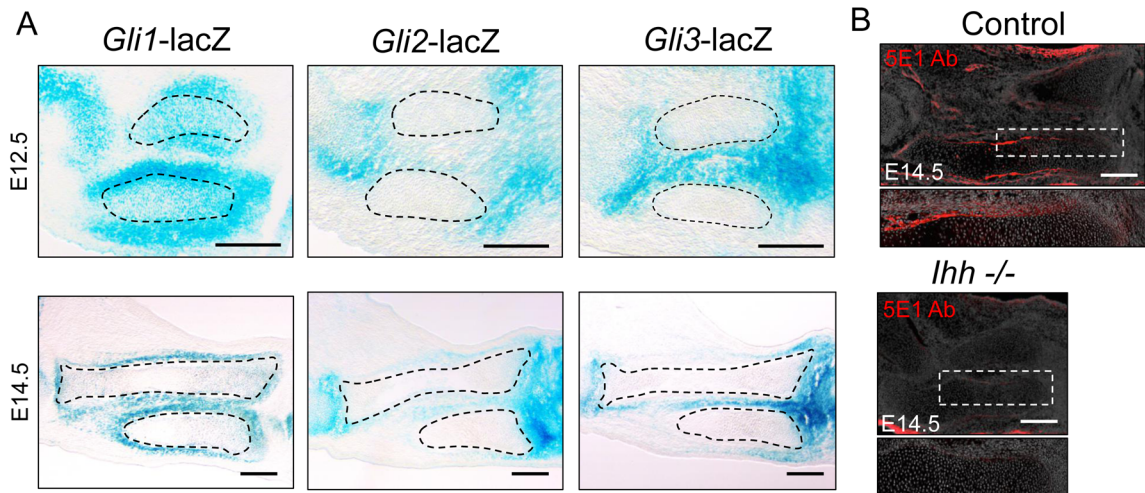 A
Gli1-lacZ
Gli2-lacZ
Gli3-lacZ
E12.5
E14.5
B
Control
5E1 Ab
E14.5
Ihh -/-
5E1 Ab
E14.5